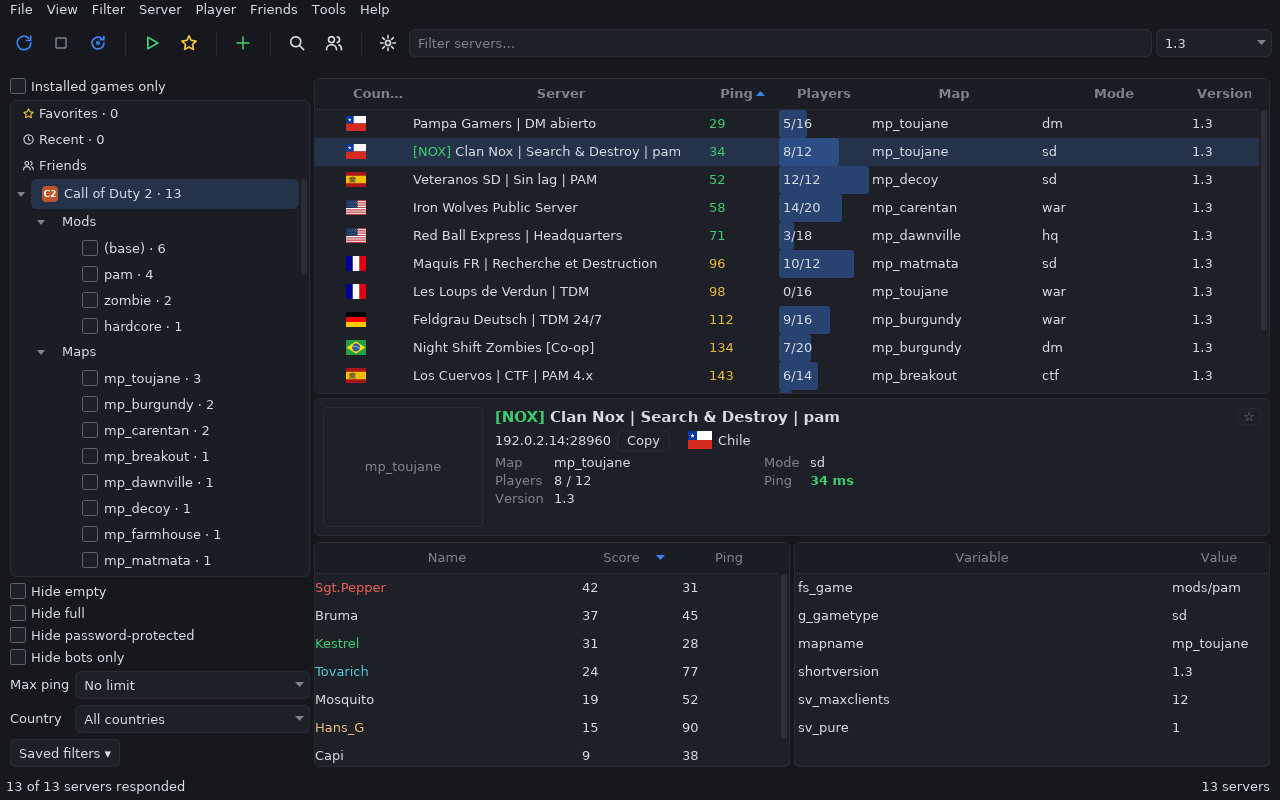 File View Filter Server Player Friends Tools Help
Filter servers... 1.3
Installed games only
Favorites · 0
Recent · 0
Friends
C2 Call of Duty 2 · 13
Mods
(base) · 6
pam · 4
zombie · 2
hardcore · 1
Maps
mp_toujane · 3
mp_burgundy · 2
mp_carentan · 2
mp_breakout · 1
mp_dawnville · 1
mp_decoy · 1
mp_farmhouse · 1
mp_matmata · 1
Hide empty
Hide full
Hide password-protected
Hide bots only
Max ping No limit
Country All countries
Saved filters ▾
Coun... Server Ping Players Map Mode Version
Pampa Gamers | DM abierto 29 5/16 mp_toujane dm 1.3
[NOX] Clan Nox | Search & Destroy | pam 34 8/12 mp_toujane sd 1.3
Veteranos SD | Sin lag | PAM 52 12/12 mp_decoy sd 1.3
Iron Wolves Public Server 58 14/20 mp_carentan war 1.3
Red Ball Express | Headquarters 71 3/18 mp_dawnville hq 1.3
Maquis FR | Recherche et Destruction 96 10/12 mp_matmata sd 1.3
Les Loups de Verdun | TDM 98 0/16 mp_toujane war 1.3
Feldgrau Deutsch | TDM 24/7 112 9/16 mp_burgundy war 1.3
Night Shift Zombies [Co-op] 134 7/20 mp_burgundy dm 1.3
Los Cuervos | CTF | PAM 4.x 143 6/14 mp_breakout ctf 1.3
mp_toujane
[NOX] Clan Nox | Search & Destroy | pam
192.0.2.14:28960 Copy Chile
Map mp_toujane Mode sd
Players 8 / 12 Ping 34 ms
Version 1.3
Name Score Ping
Sgt.Pepper 42 31
Bruma 37 45
Kestrel 31 28
Tovarich 24 77
Mosquito 19 52
Hans_G 15 90
Capi 9 38
Variable Value
fs_game mods/pam
g_gametype sd
mapname mp_toujane
shortversion 1.3
sv_maxclients 12
sv_pure 1
13 of 13 servers responded 13 servers